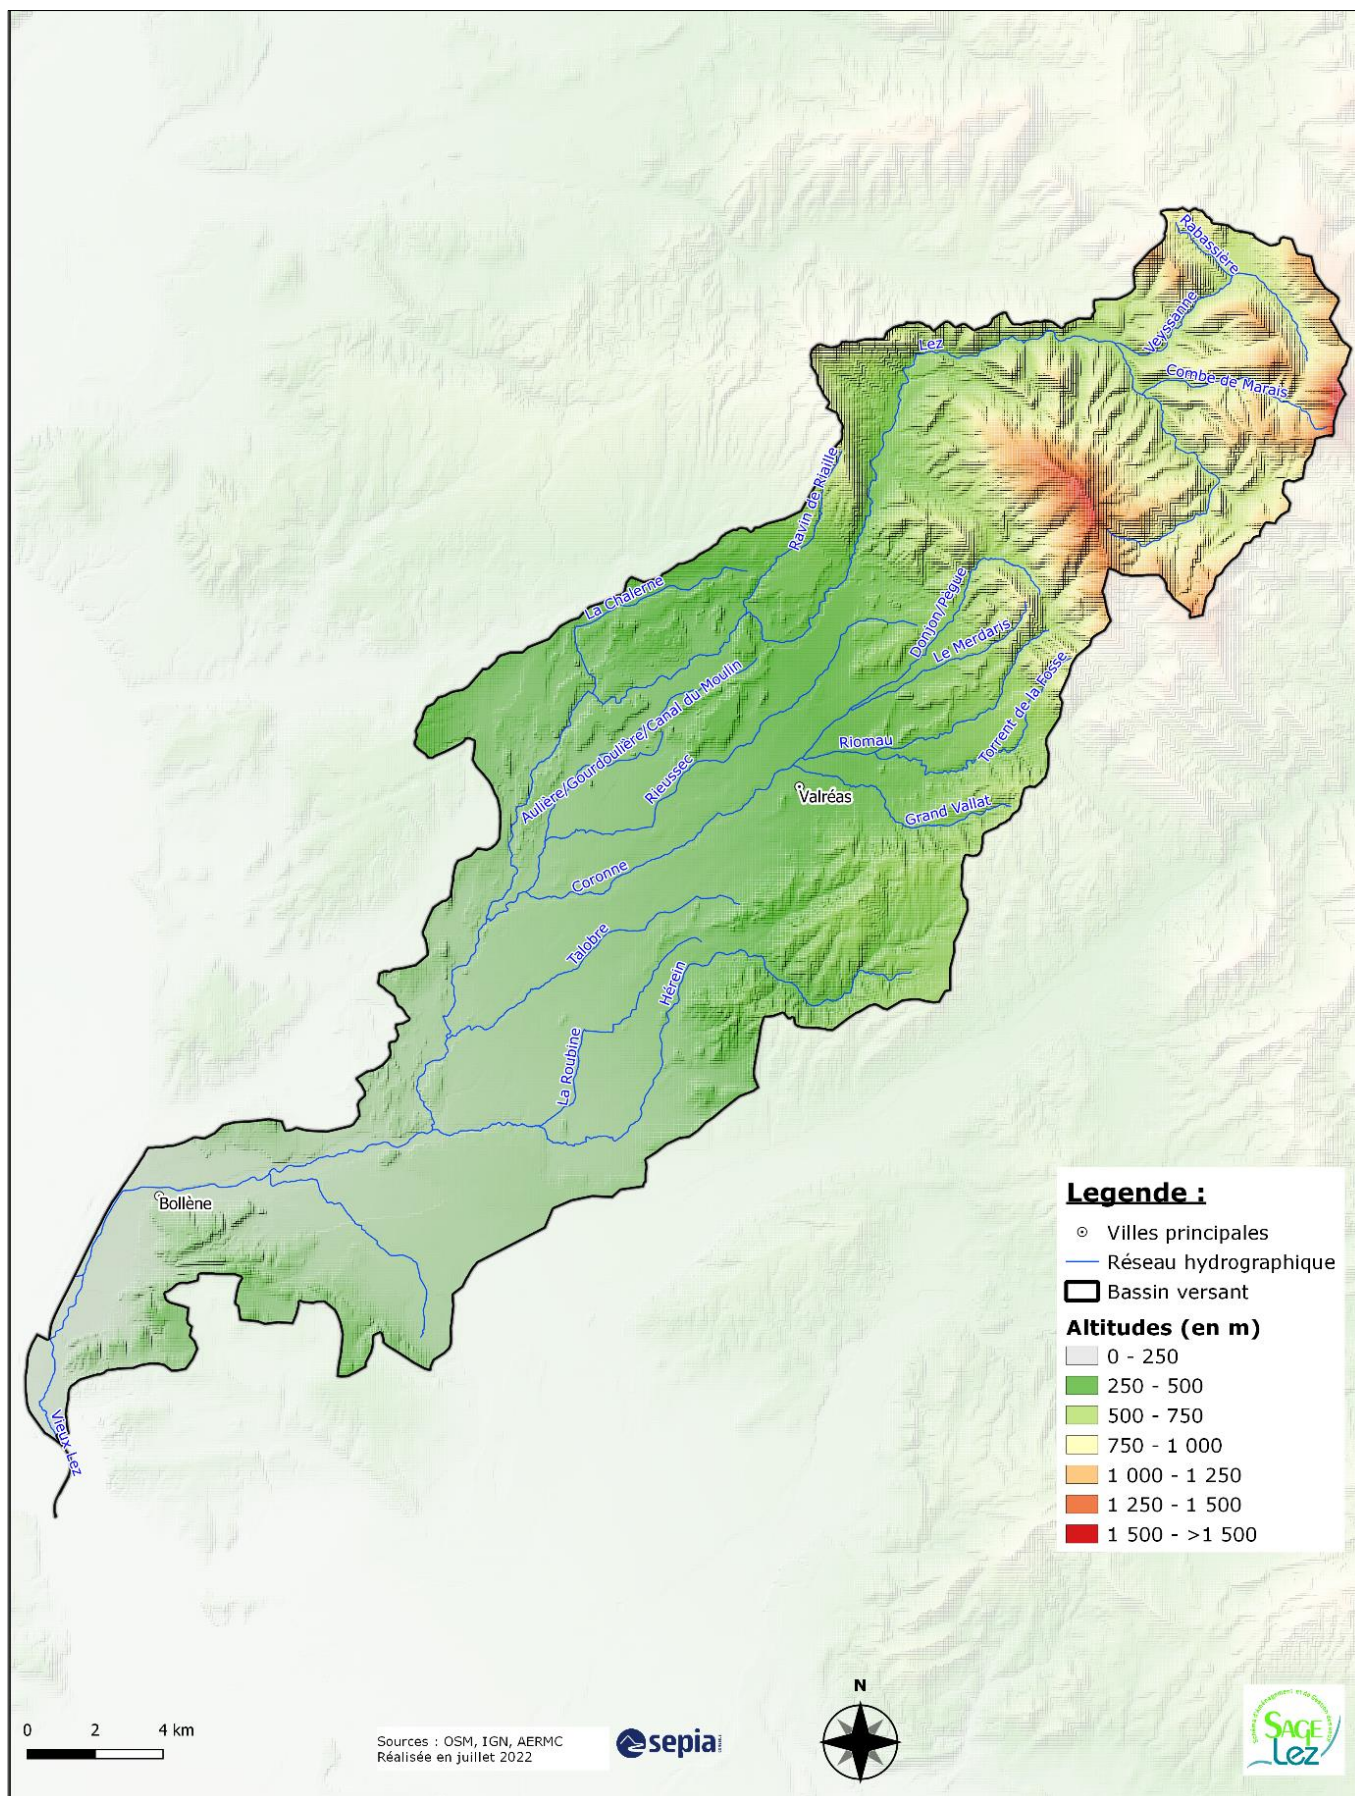 Rabassière
Veyssanne
Lez
Combe de Marais
Ravin de Riaille
La Chalerne
Donjon/Pègue
Le Merdaris
Torrent de la Fosse
Aulière/Gourdoulière/Canal du Moulin
Riomau
Rieussec
Valréas
Grand Vallat
Coronne
Talobre
Hérein
La Roubine
Bollène
Vieux Lez
Legende :
Villes principales
Réseau hydrographique
Bassin versant
Altitudes (en m)
0 - 250
250 - 500
500 - 750
750 - 1 000
1 000 - 1 250
1 250 - 1 500
1 500 - >1 500
N
0 2 4 km
Sources : OSM, IGN, AERMC
Réalisée en juillet 2022
sepia
SAGE
Lez